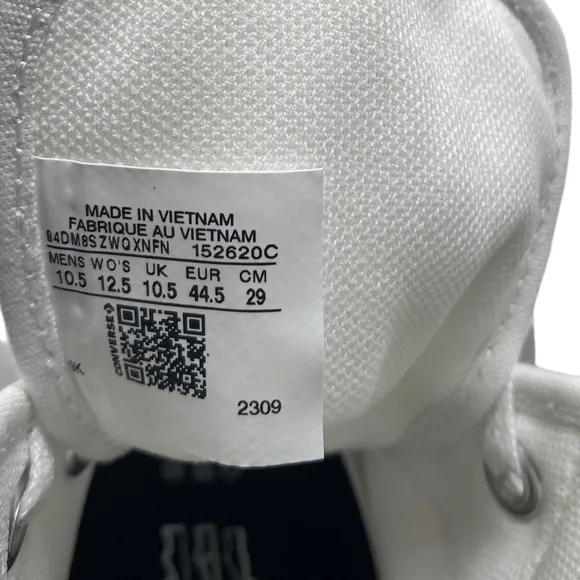 MADE IN VIETNAM
FABRIQUE AU VIETNAM
84DM8SZWQXNFN 152620C
MENS WO'S UK EUR CM
10.5 12.5 10.5 44.5 29
CONVERSE
2309